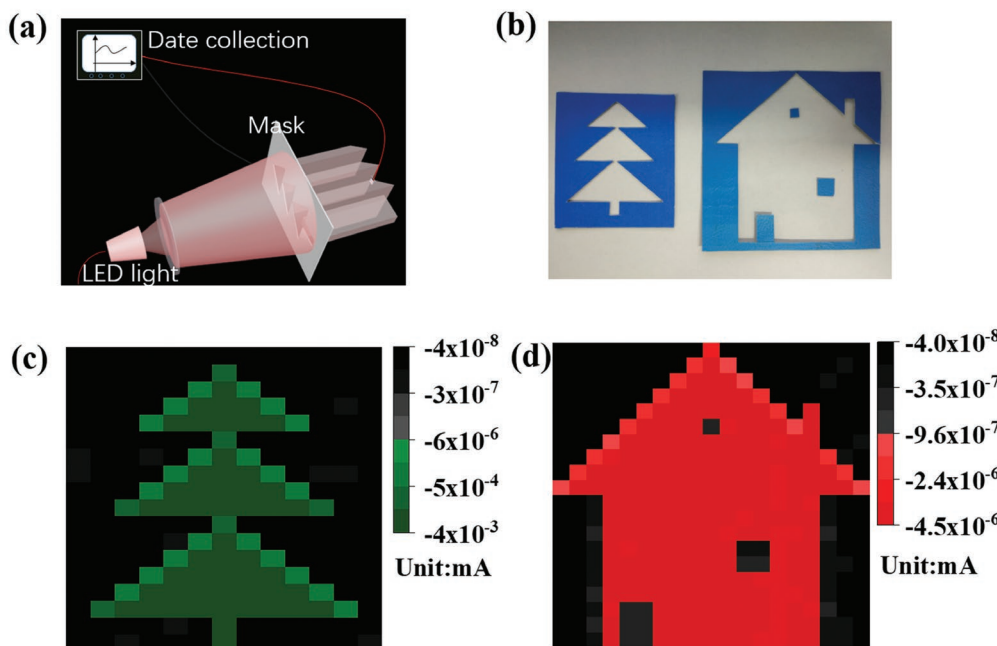 (a)
Date collection
Mask
LED light
(b)
(c)
-4x10⁻⁸
-3x10⁻⁷
-6x10⁻⁶
-5x10⁻⁴
-4x10⁻³
Unit:mA
(d)
-4.0x10⁻⁸
-3.5x10⁻⁷
-9.6x10⁻⁷
-2.4x10⁻⁶
-4.5x10⁻⁶
Unit:mA